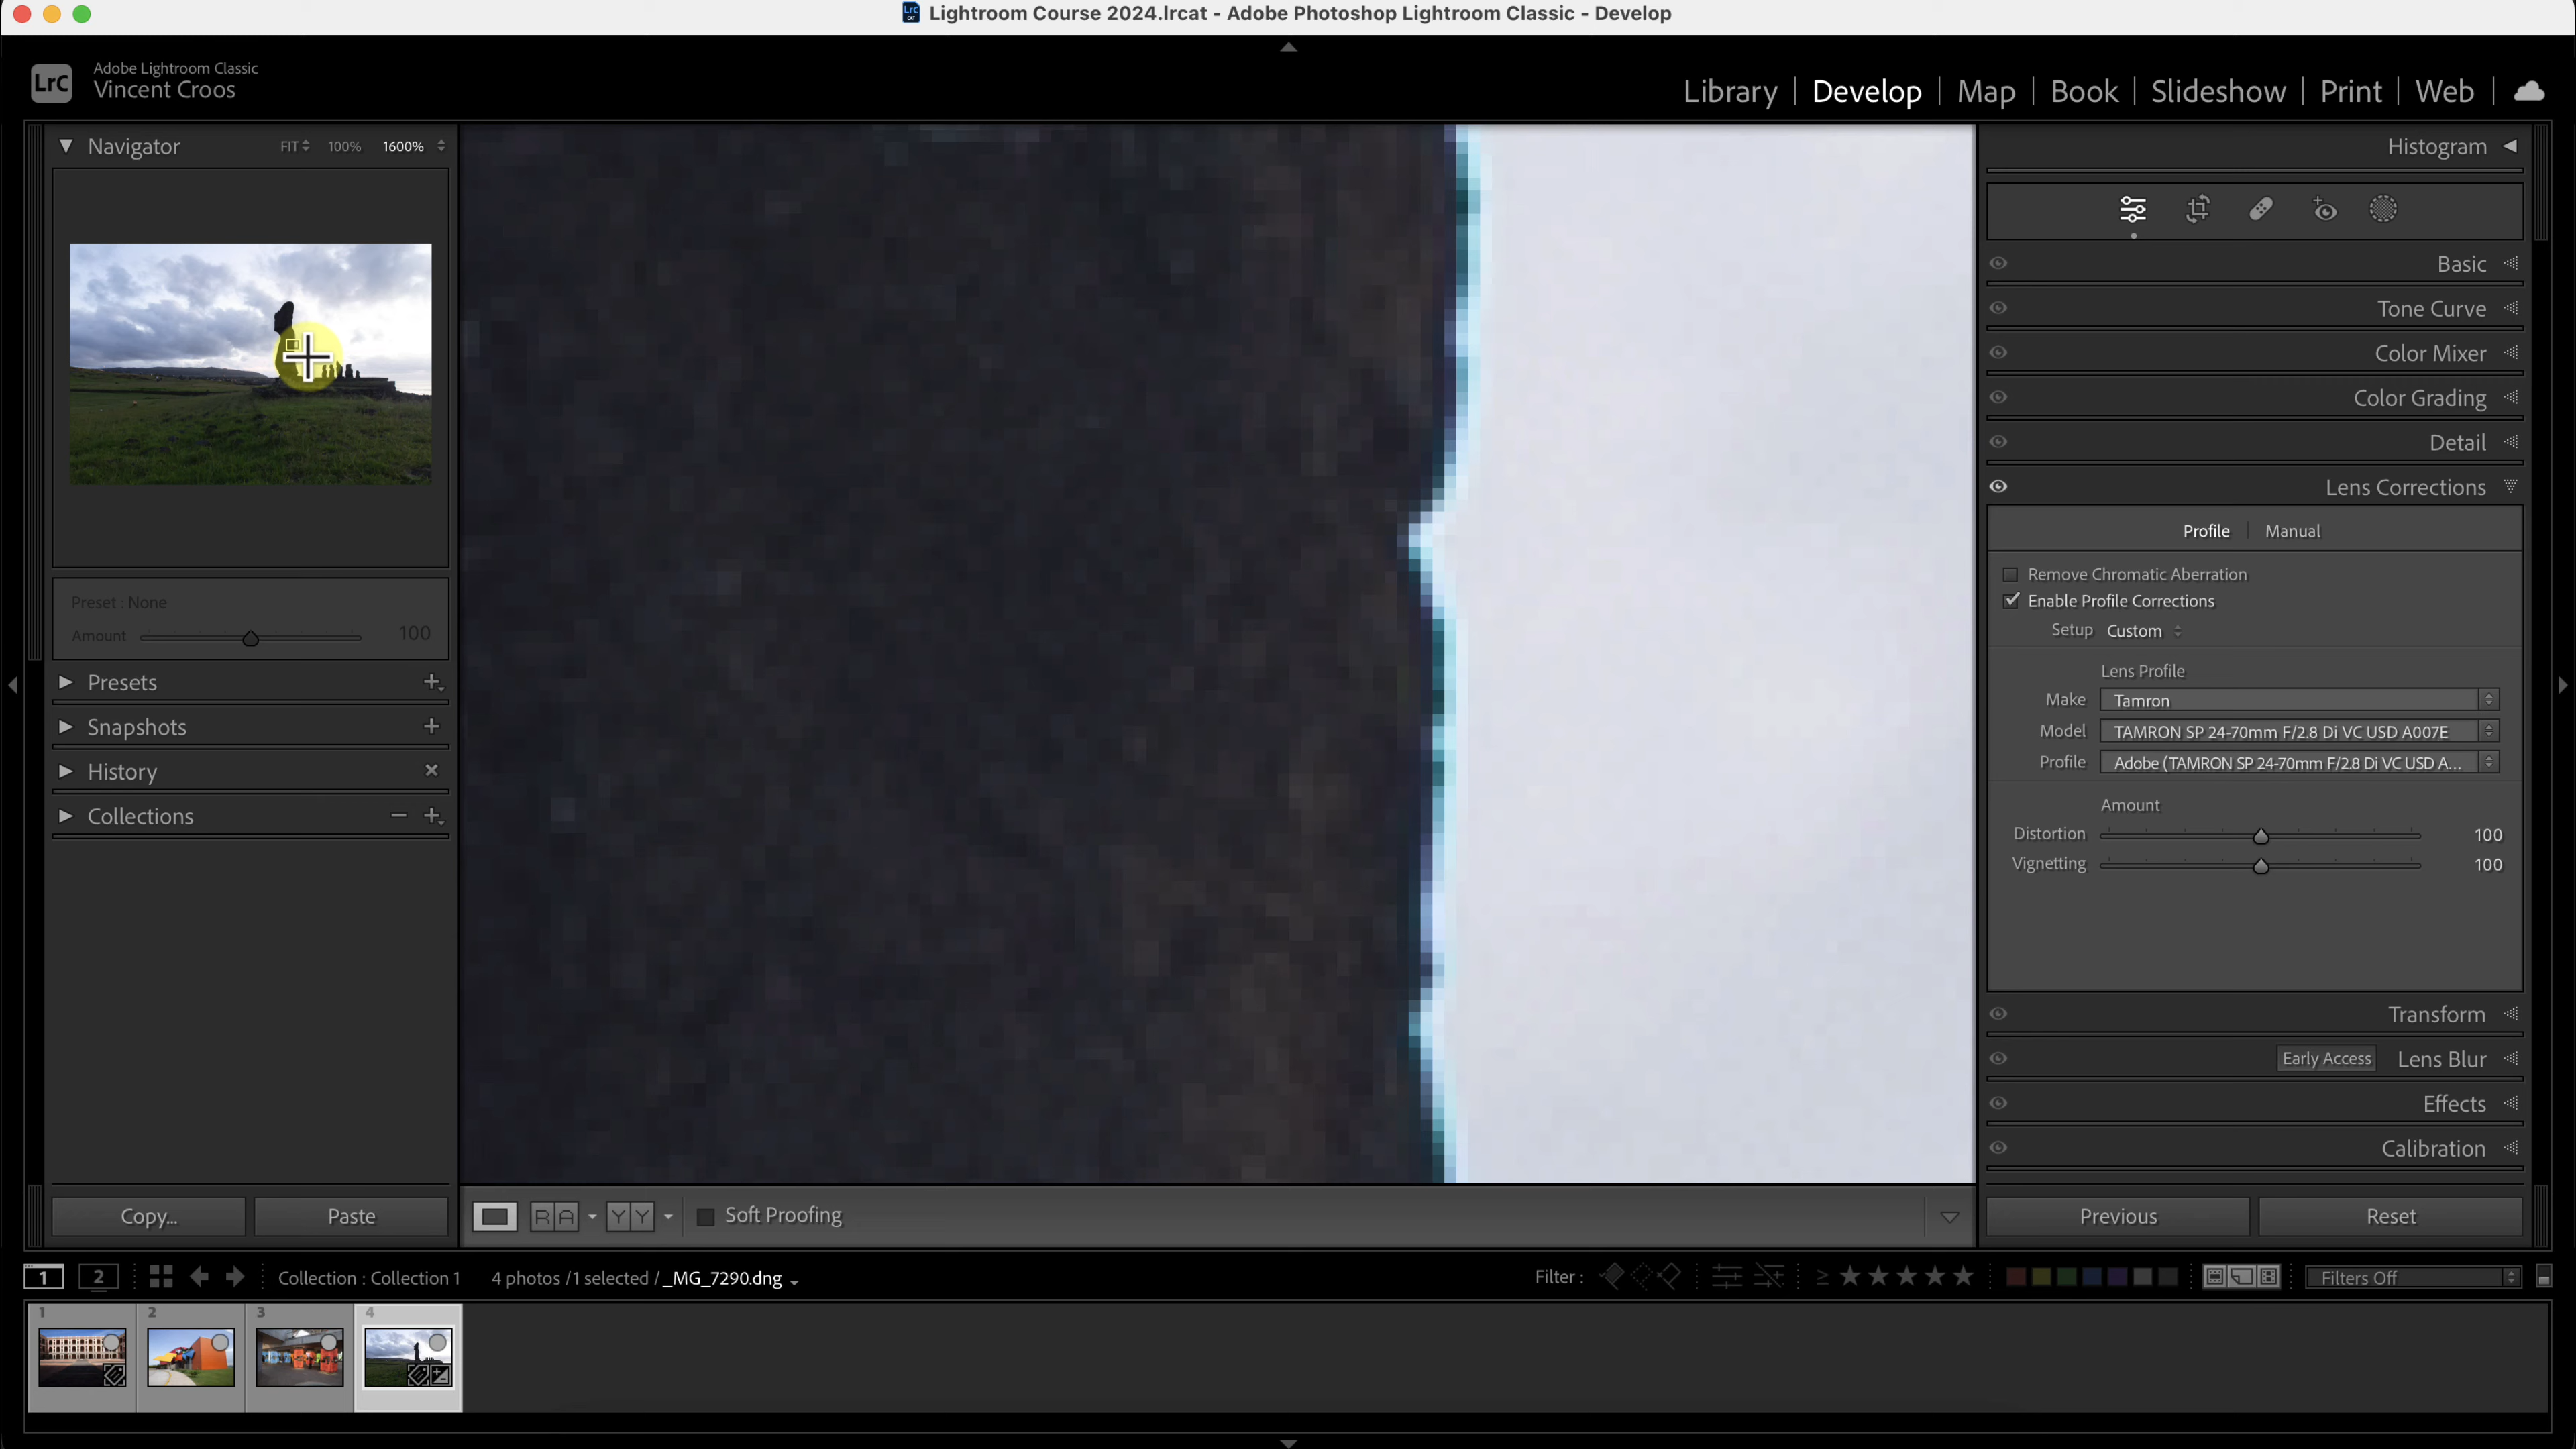 Lightroom Course 2024.lrcat - Adobe Photoshop Lightroom Classic - Develop
LrC
Adobe Lightroom Classic
Vincent Croos
Library | Develop | Map | Book | Slideshow | Print | Web
Navigator FIT 100% 1600%
Preset : None
Amount 100
Presets
Snapshots
History
Collections
Copy... Paste
Soft Proofing
Histogram
Basic
Tone Curve
Color Mixer
Color Grading
Detail
Lens Corrections
Profile | Manual
Remove Chromatic Aberration
Enable Profile Corrections
Setup Custom
Lens Profile
Make Tamron
Model TAMRON SP 24-70mm F/2.8 Di VC USD A007E
Profile Adobe (TAMRON SP 24-70mm F/2.8 Di VC USD A...
Amount
Distortion 100
Vignetting 100
Transform
Early Access Lens Blur
Effects
Calibration
Previous Reset
1 2 Collection : Collection 1 4 photos /1 selected /_MG_7290.dng Filter : ≥ ★★★★★ Filters Off
1 2 3 4